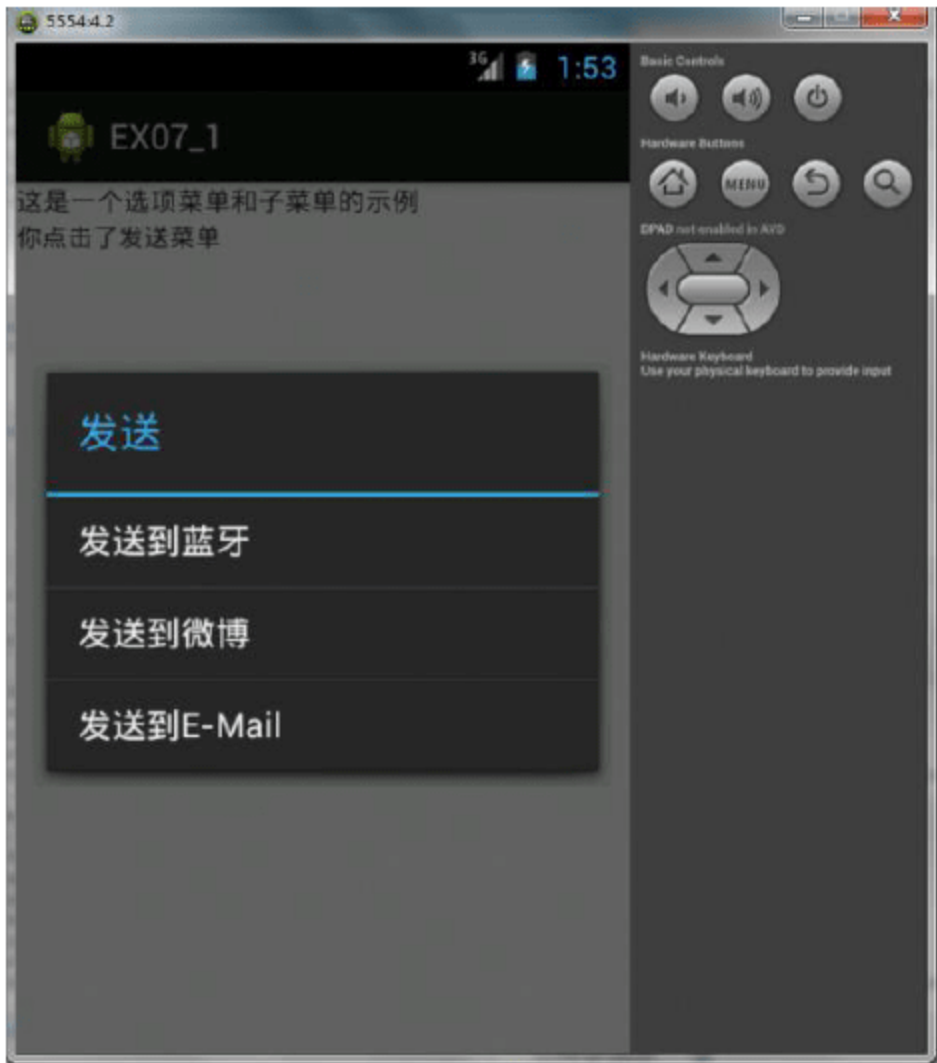 5554:4.2
3G
1:53
EX07_1
这是一个选项菜单和子菜单的示例
你点击了发送菜单
发送
发送到蓝牙
发送到微博
发送到E-Mail
Basic Controls
Hardware Buttons
MENU
DPAD not enabled in AVD
Hardware Keyboard
Use your physical keyboard to provide input